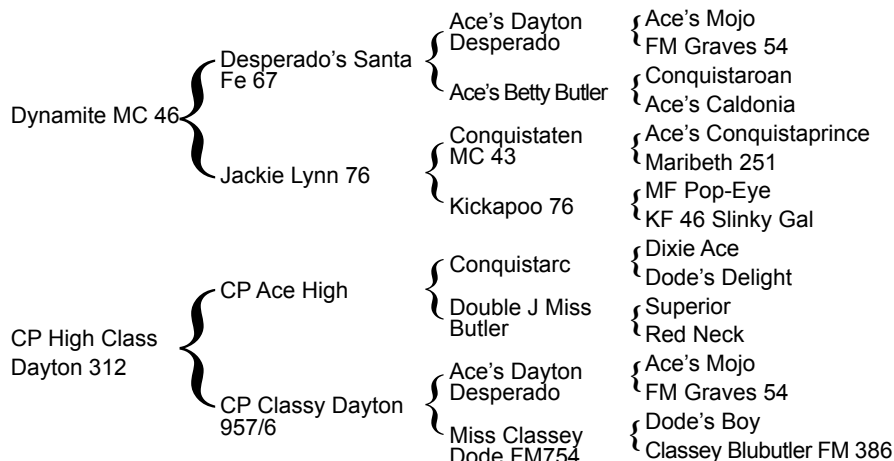 Dynamite MC 46
Desperado’s Santa
Fe 67
Ace’s Dayton
Desperado
Ace’s Mojo
FM Graves 54
Ace’s Betty Butler
Conquistaroan
Ace’s Caldonia
Jackie Lynn 76
Conquistaten
MC 43
Ace’s Conquistaprince
Maribeth 251
Kickapoo 76
MF Pop-Eye
KF 46 Slinky Gal
CP High Class
Dayton 312
CP Ace High
Conquistarc
Dixie Ace
Dode’s Delight
Double J Miss
Butler
Superior
Red Neck
CP Classy Dayton
957/6
Ace’s Dayton
Desperado
Ace’s Mojo
FM Graves 54
Miss Classey
Dode FM754
Dode’s Boy
Classey Blubutler FM 386